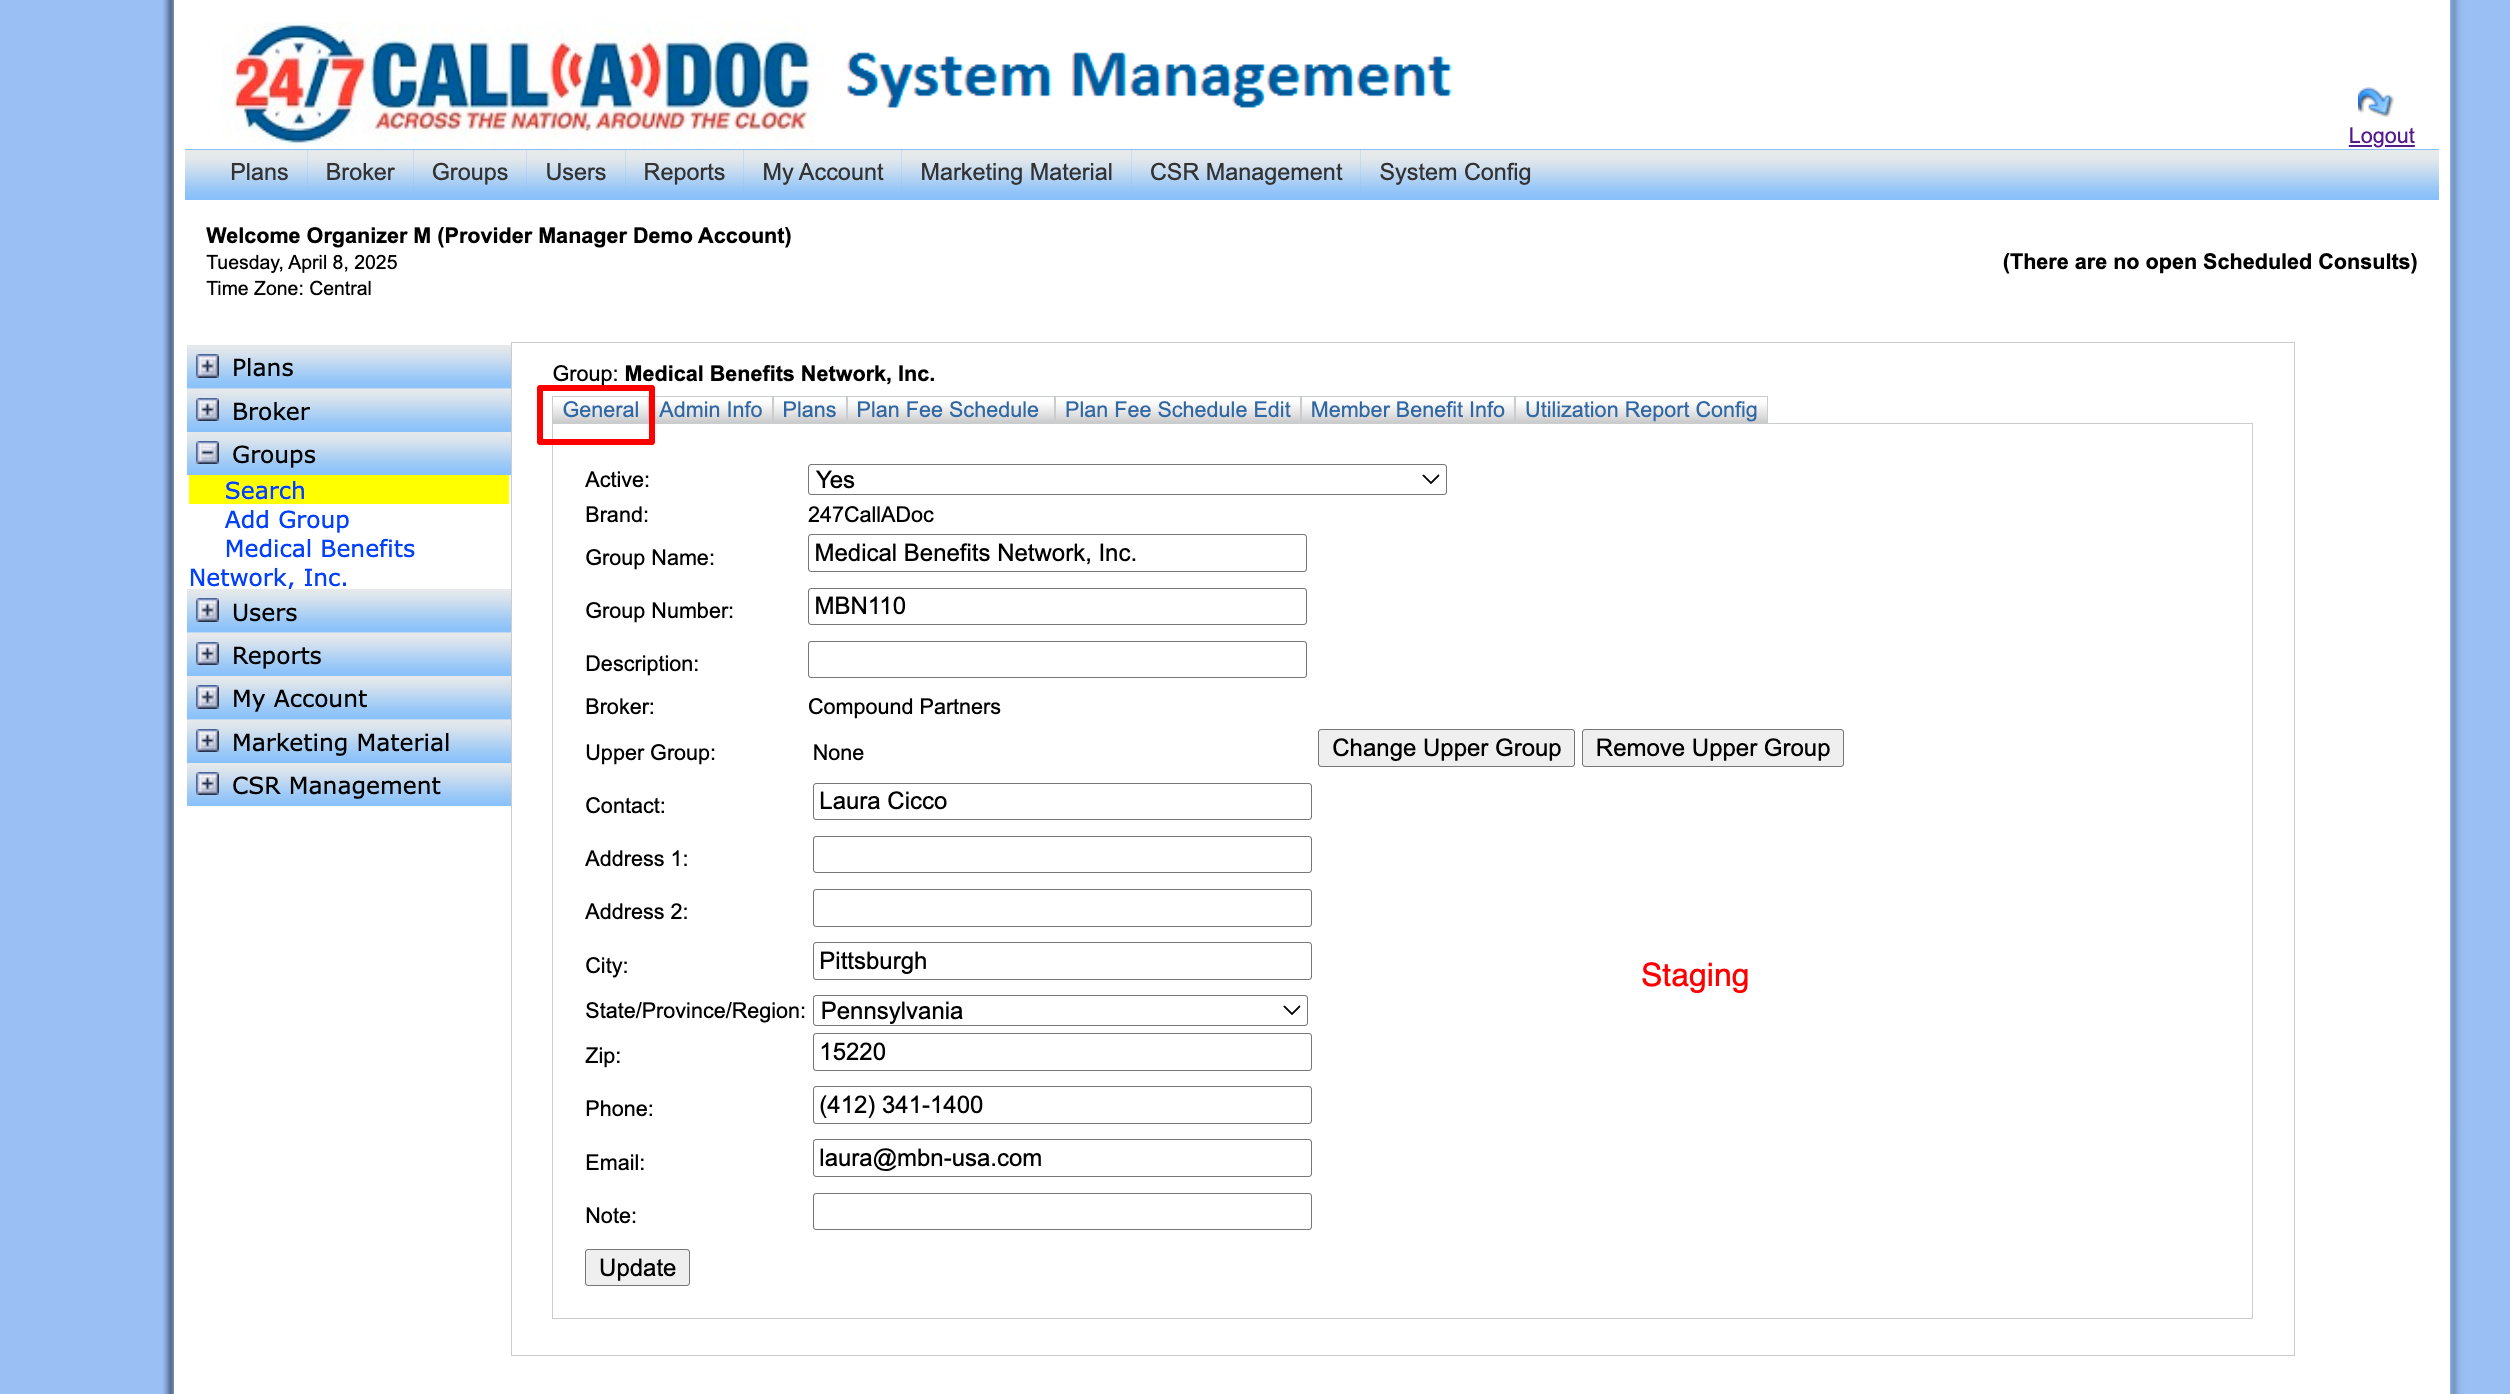 24/7 CALL((A))DOC
ACROSS THE NATION, AROUND THE CLOCK
System Management
Logout
Plans Broker Groups Users Reports My Account Marketing Material CSR Management System Config
Welcome Organizer M (Provider Manager Demo Account)
Tuesday, April 8, 2025
(There are no open Scheduled Consults)
Time Zone: Central
Plans
Broker
Groups
Search
Add Group
Medical Benefits
Network, Inc.
Users
Reports
My Account
Marketing Material
CSR Management
Group: Medical Benefits Network, Inc.
General Admin Info Plans Plan Fee Schedule Plan Fee Schedule Edit Member Benefit Info Utilization Report Config
Active: Yes
Brand: 247CallADoc
Group Name: Medical Benefits Network, Inc.
Group Number: MBN110
Description:
Broker: Compound Partners
Upper Group: None Change Upper Group Remove Upper Group
Contact: Laura Cicco
Address 1:
Address 2:
City: Pittsburgh
Staging
State/Province/Region: Pennsylvania
Zip: 15220
Phone: (412) 341-1400
Email: laura@mbn-usa.com
Note:
Update